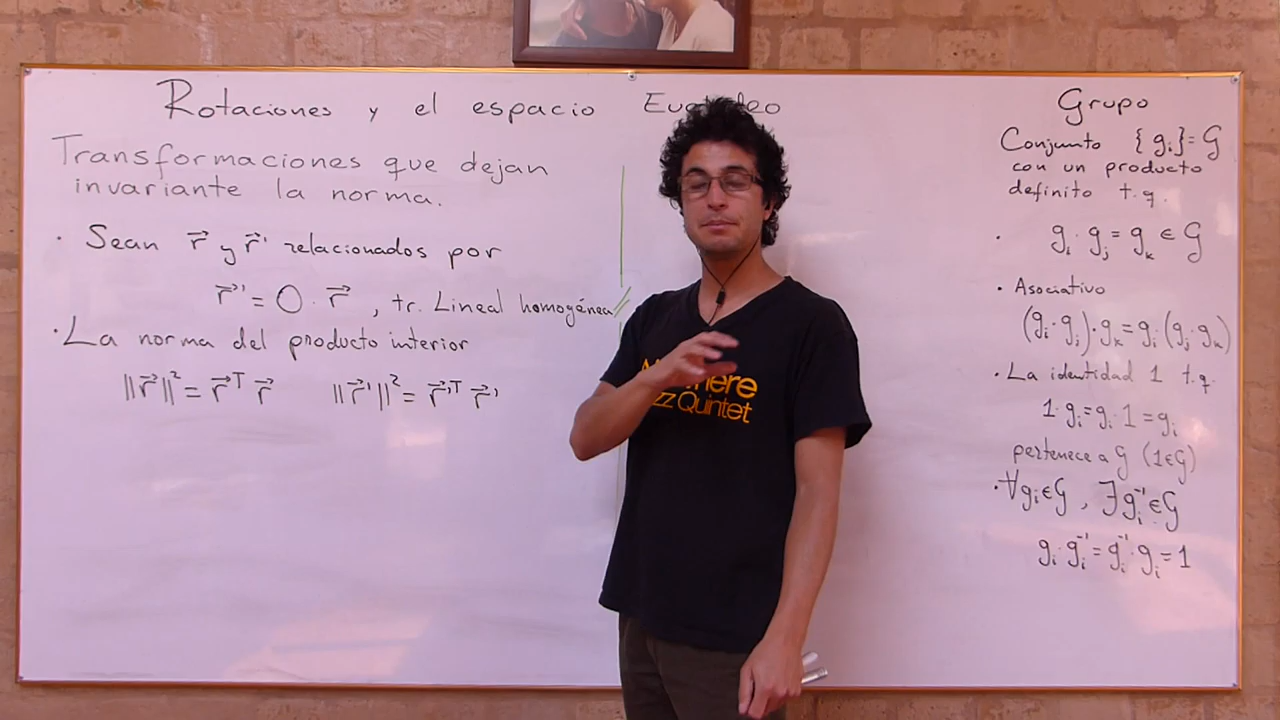 Rotaciones y el espacio
Transformaciones que dejan
invariante la norma.
· Sean r⃗ y r⃗' relacionados por
r⃗' = O · r⃗ , tr. Lineal homogénea
· La norma del producto interior
||r⃗||² = r⃗ᵀ r⃗ ||r⃗'||² = r⃗'ᵀ r⃗'
zz Quintet
Grupo
Conjunto {gᵢ} = G
con un producto
definito t.q.
· gᵢ · gⱼ = gₖ ∈ G
· Asociativo
(gᵢ · gⱼ) · gₖ = gᵢ (gⱼ · gₖ)
· La identidad 1 t.q.
1 · gᵢ = gᵢ · 1 = gᵢ
pertenece a G (1∈G)
· ∀gᵢ∈G , ∃gᵢ⁻¹∈G
gᵢ · gᵢ⁻¹ = gᵢ⁻¹ · gᵢ = 1